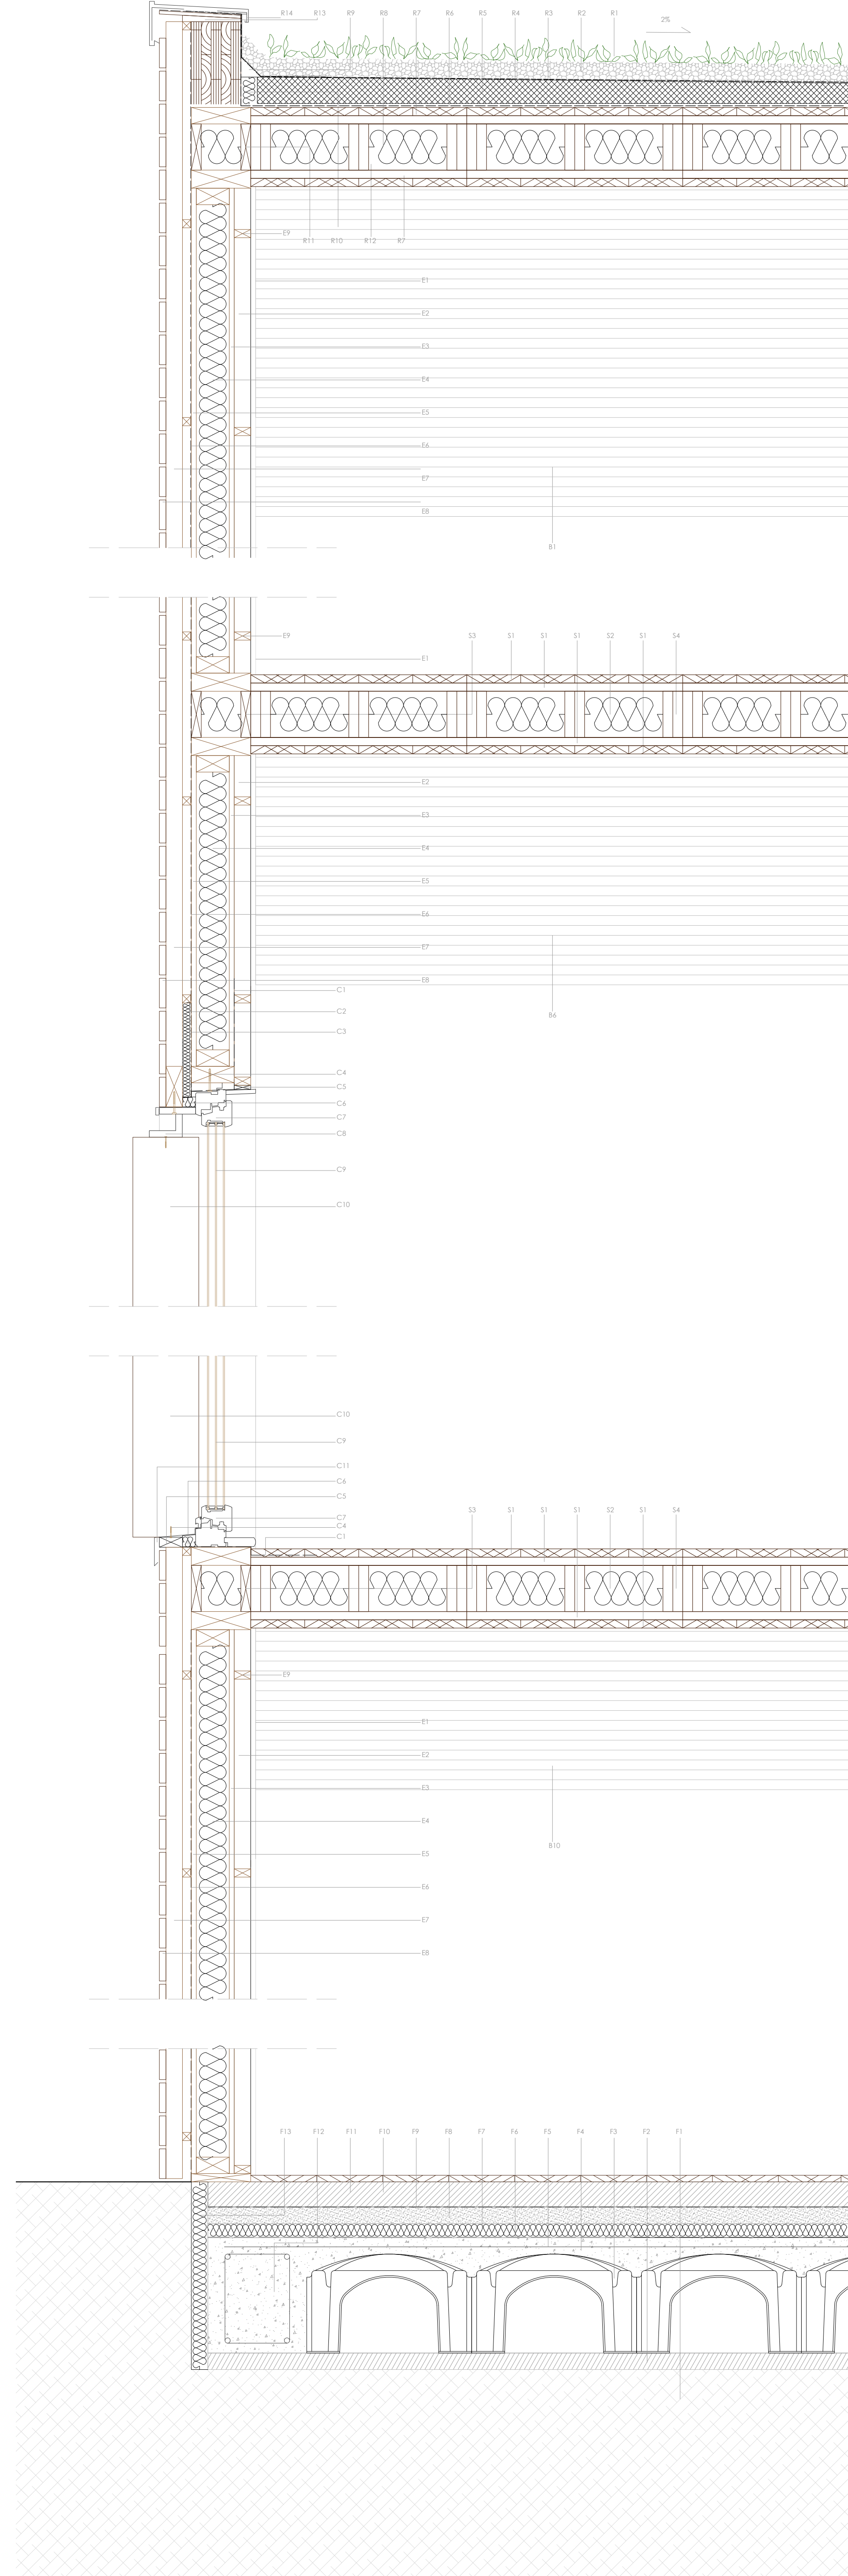 R14 R13 R9 R8 R7 R6 R5 R4 R3 R2 R1 2%
E9 R11 R10 R12 R7
E1
E2
E3
E4
E5
E6
E7
E8
B1
E9 S3 S1 S1 S1 S2 S1 S4
E1
E2
E3
E4
E5
E6
E7
E8
C1
C2
B6
C3
C4
C5
C6
C7
C8
C9
C10
C10
C9
C11
C6
C5
S3 S1 S1 S1 S2 S1 S4
C7
C4
C1
E9
E1
E2
E3
E4
B10
E5
E6
E7
E8
F13 F12 F11 F10 F9 F8 F7 F6 F5 F4 F3 F2 F1